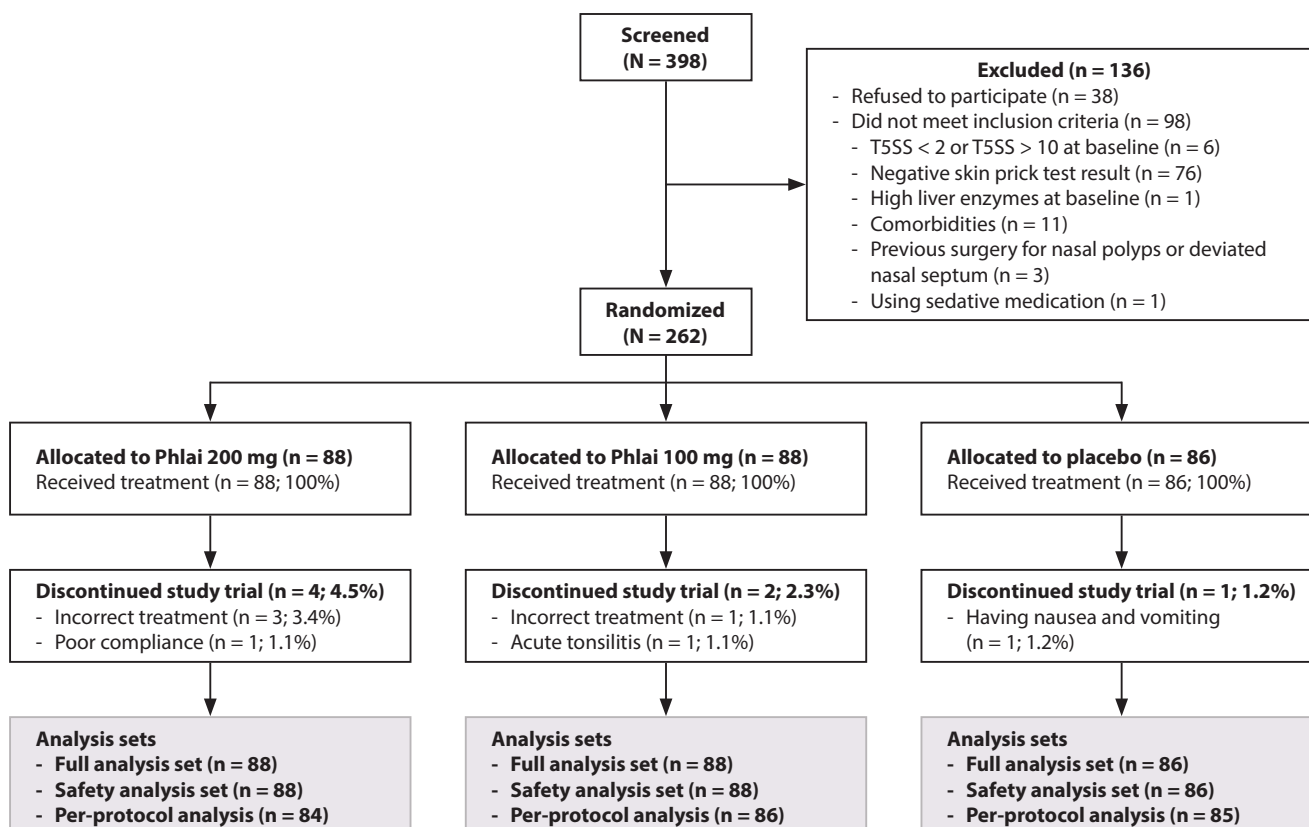 Screened
(N = 398)
Excluded (n = 136)
- Refused to participate (n = 38)
- Did not meet inclusion criteria (n = 98)
- T5SS < 2 or T5SS > 10 at baseline (n = 6)
- Negative skin prick test result (n = 76)
- High liver enzymes at baseline (n = 1)
- Comorbidities (n = 11)
- Previous surgery for nasal polyps or deviated
nasal septum (n = 3)
- Using sedative medication (n = 1)
Randomized
(N = 262)
Allocated to Phlai 200 mg (n = 88)
Received treatment (n = 88; 100%)
Allocated to Phlai 100 mg (n = 88)
Received treatment (n = 88; 100%)
Allocated to placebo (n = 86)
Received treatment (n = 86; 100%)
Discontinued study trial (n = 4; 4.5%)
- Incorrect treatment (n = 3; 3.4%)
- Poor compliance (n = 1; 1.1%)
Discontinued study trial (n = 2; 2.3%)
- Incorrect treatment (n = 1; 1.1%)
- Acute tonsilitis (n = 1; 1.1%)
Discontinued study trial (n = 1; 1.2%)
- Having nausea and vomiting
(n = 1; 1.2%)
Analysis sets
- Full analysis set (n = 88)
- Safety analysis set (n = 88)
- Per-protocol analysis (n = 84)
Analysis sets
- Full analysis set (n = 88)
- Safety analysis set (n = 88)
- Per-protocol analysis (n = 86)
Analysis sets
- Full analysis set (n = 86)
- Safety analysis set (n = 86)
- Per-protocol analysis (n = 85)